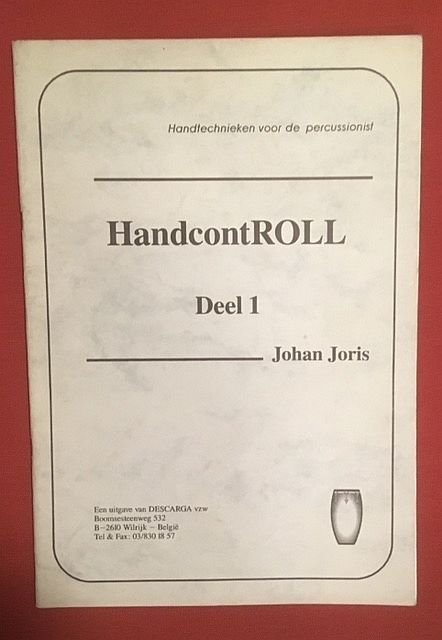 Handtechnieken voor de percussionist
HandcontROLL
Deel 1
Johan Joris
Een uitgave van DESCARGA vzw
Boomsesteenweg 532
B-2610 Wilrijk - België
Tel & Fax: 03/830 18 57